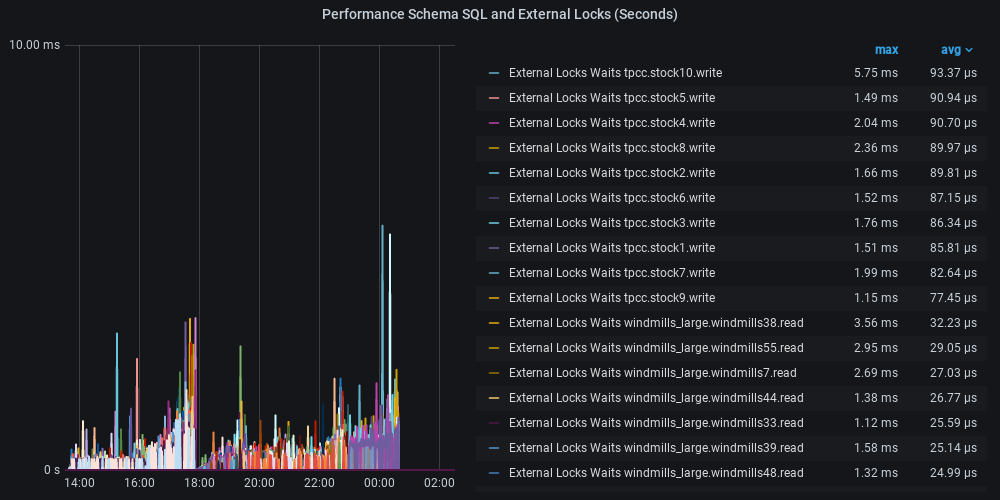 Performance Schema SQL and External Locks (Seconds)
10.00 ms
0 s
14:00 16:00 18:00 20:00 22:00 00:00 02:00
max avg
External Locks Waits tpcc.stock10.write 5.75 ms 93.37 µs
External Locks Waits tpcc.stock5.write 1.49 ms 90.94 µs
External Locks Waits tpcc.stock4.write 2.04 ms 90.70 µs
External Locks Waits tpcc.stock8.write 2.36 ms 89.97 µs
External Locks Waits tpcc.stock2.write 1.66 ms 89.81 µs
External Locks Waits tpcc.stock6.write 1.52 ms 87.15 µs
External Locks Waits tpcc.stock3.write 1.76 ms 86.34 µs
External Locks Waits tpcc.stock1.write 1.51 ms 85.81 µs
External Locks Waits tpcc.stock7.write 1.99 ms 82.64 µs
External Locks Waits tpcc.stock9.write 1.15 ms 77.45 µs
External Locks Waits windmills_large.windmills38.read 3.56 ms 32.23 µs
External Locks Waits windmills_large.windmills55.read 2.95 ms 29.05 µs
External Locks Waits windmills_large.windmills7.read 2.69 ms 27.03 µs
External Locks Waits windmills_large.windmills44.read 1.38 ms 26.77 µs
External Locks Waits windmills_large.windmills33.read 1.12 ms 25.59 µs
External Locks Waits windmills_large.windmills39.read 1.58 ms 25.14 µs
External Locks Waits windmills_large.windmills48.read 1.32 ms 24.99 µs